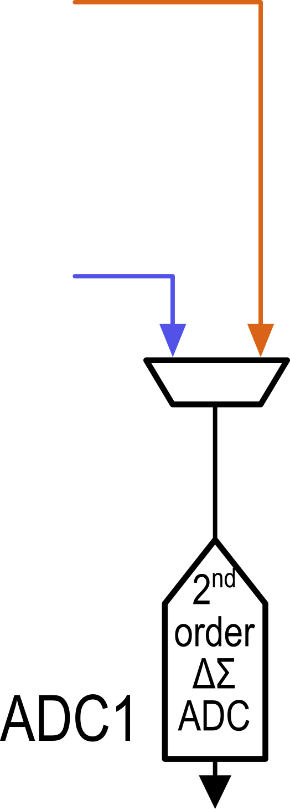 2nd
order
ΔΣ
ADC
ADC1